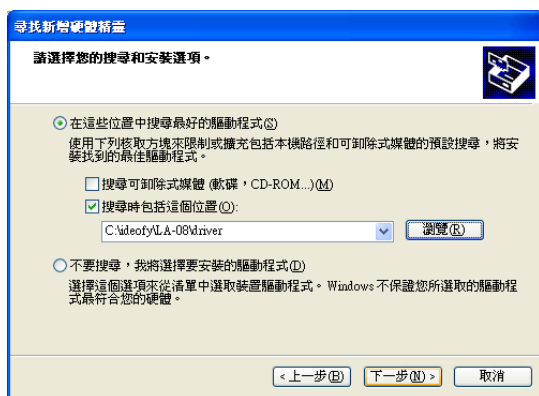 尋找新增硬體精靈
請選擇您的搜尋和安裝選項。
在這些位置中搜尋最好的驅動程式(S)
使用下列核取方塊來限制或擴充包括本機路徑和可卸除式媒體的預設搜尋，將安
裝找到的最佳驅動程式。
搜尋可卸除式媒體 (軟碟，CD-ROM...)(M)
搜尋時包括這個位置(O):
C:\ideofy\LA-08\driver
瀏覽(R)
不要搜尋，我將選擇要安裝的驅動程式(D)
選擇這個選項來從清單中選取裝置驅動程式。Windows 不保證您所選取的驅動程
式最符合您的硬體。
<上一步(B)
下一步(N)>
取消